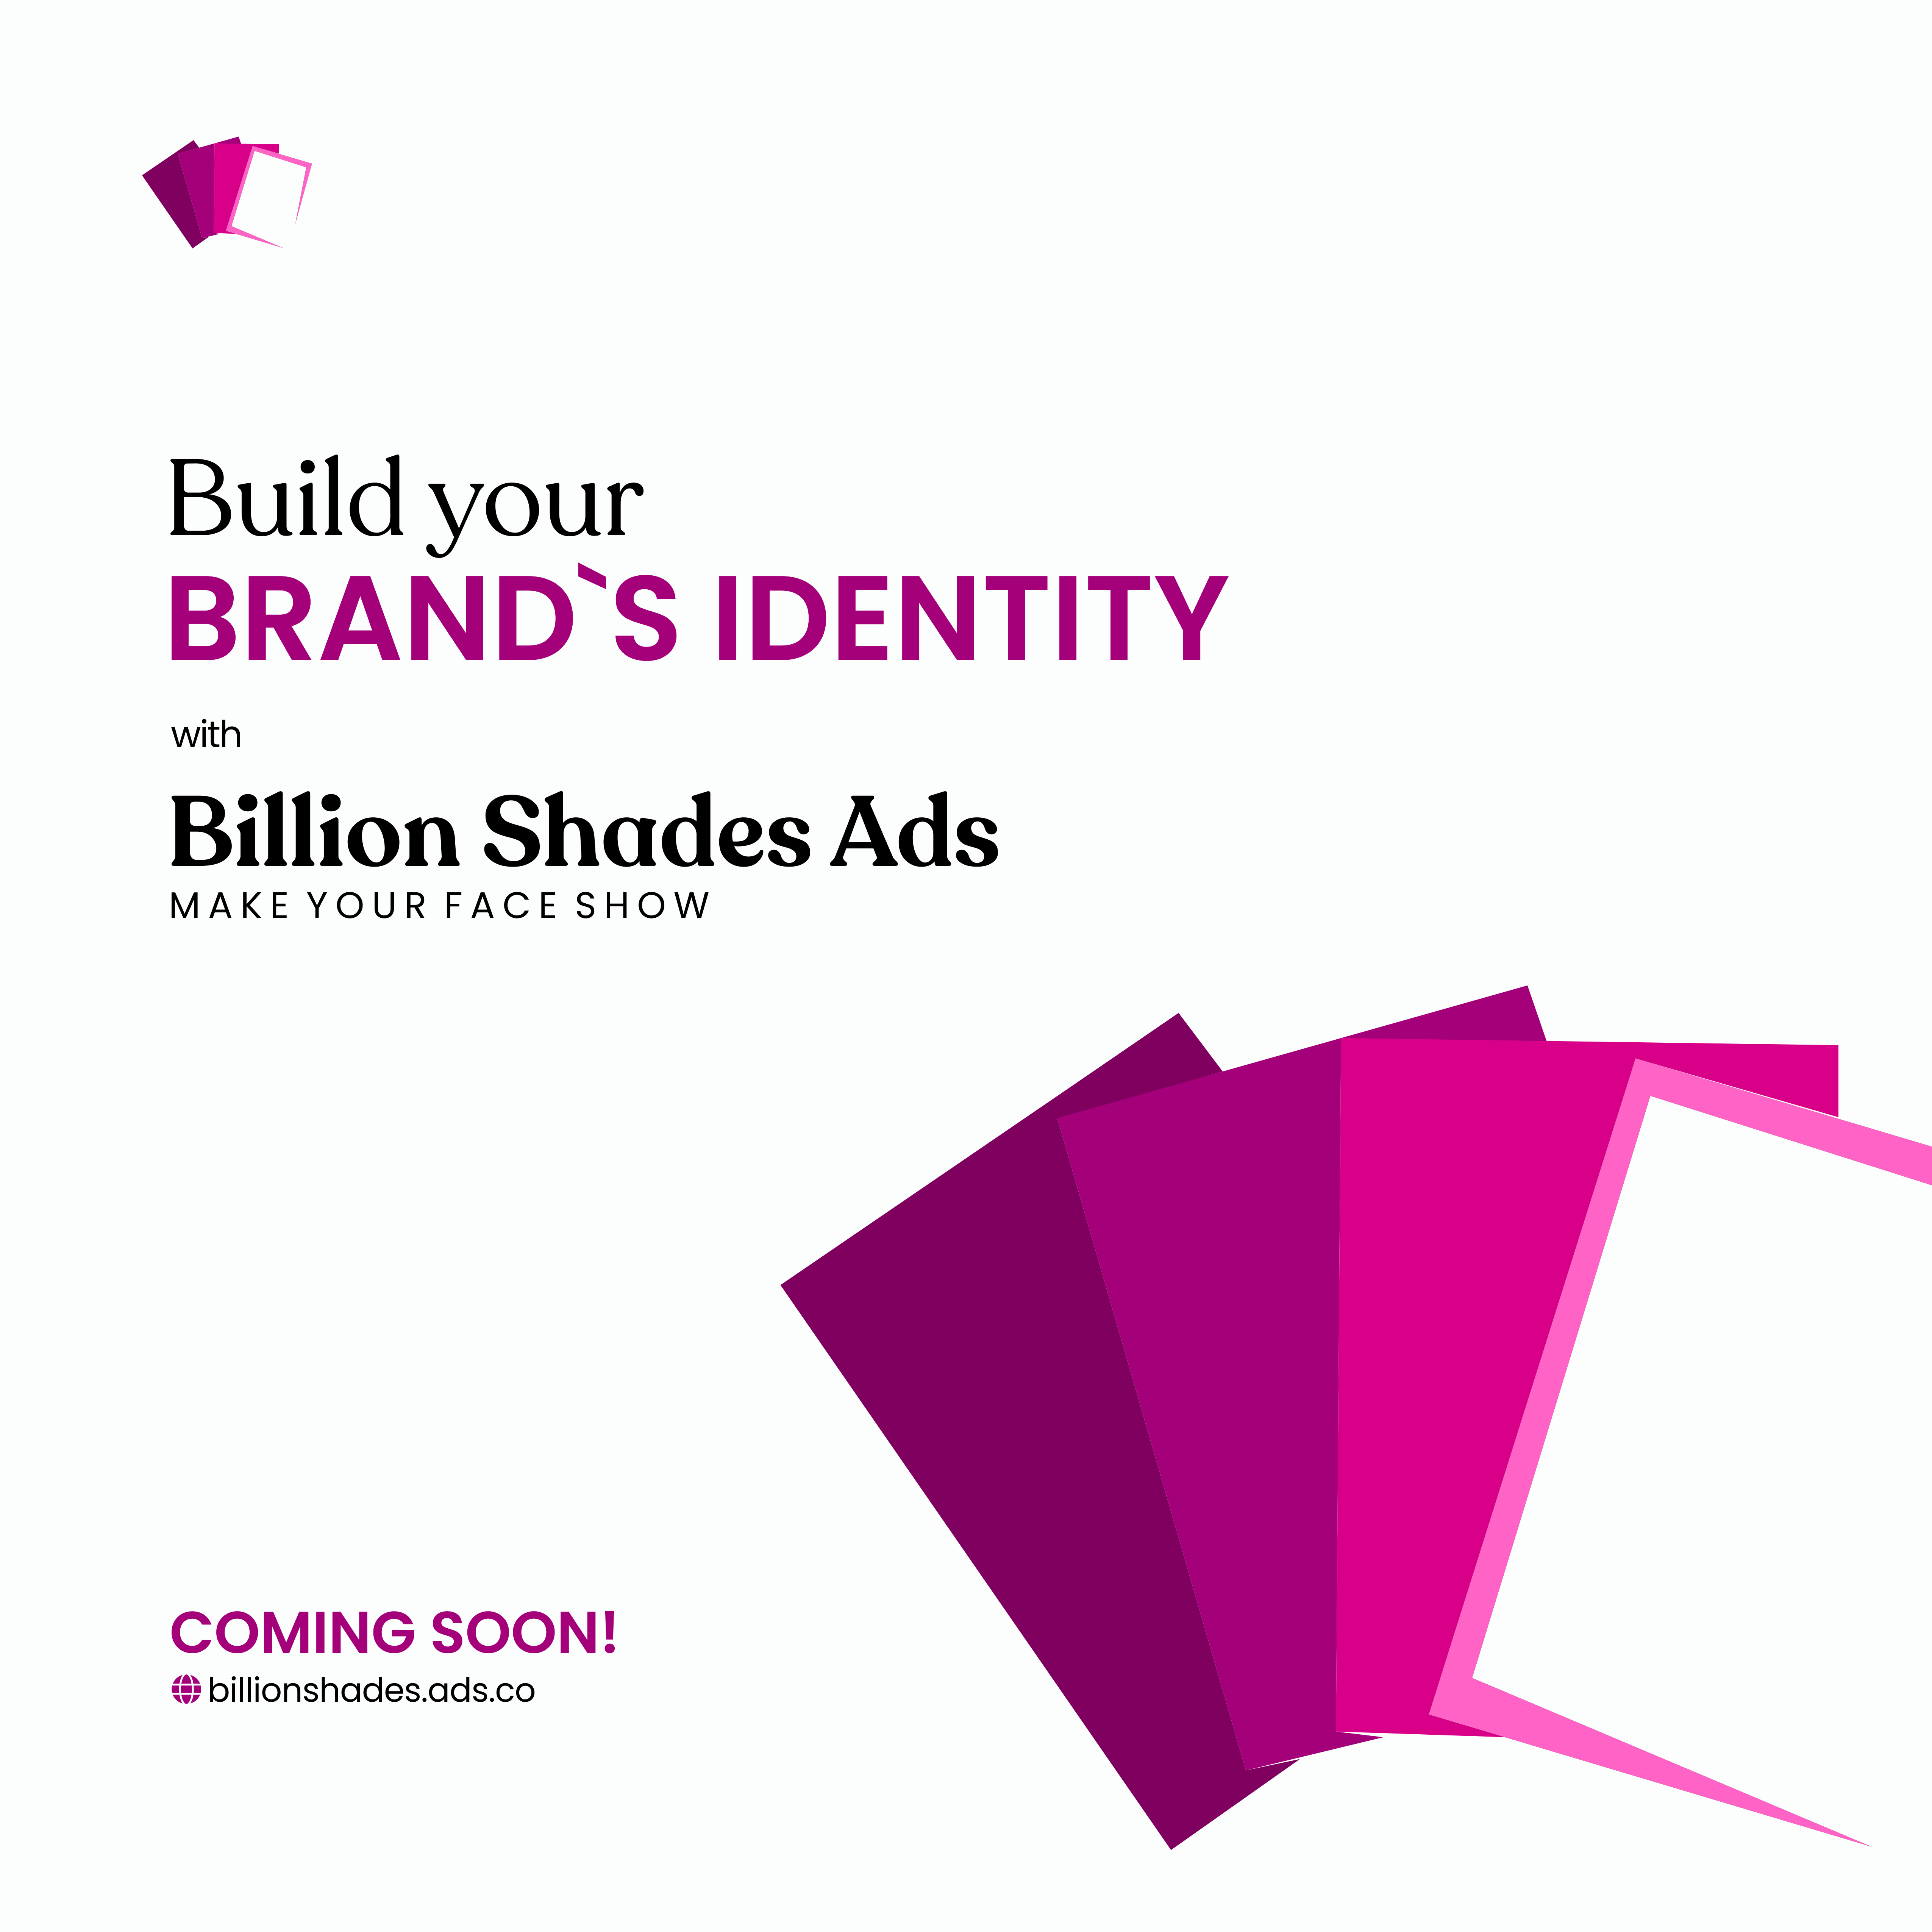 Build your
BRAND`S IDENTITY
with
Billion Shades Ads
MAKE YOUR FACE SHOW
COMING SOON!
billionshades.ads.co